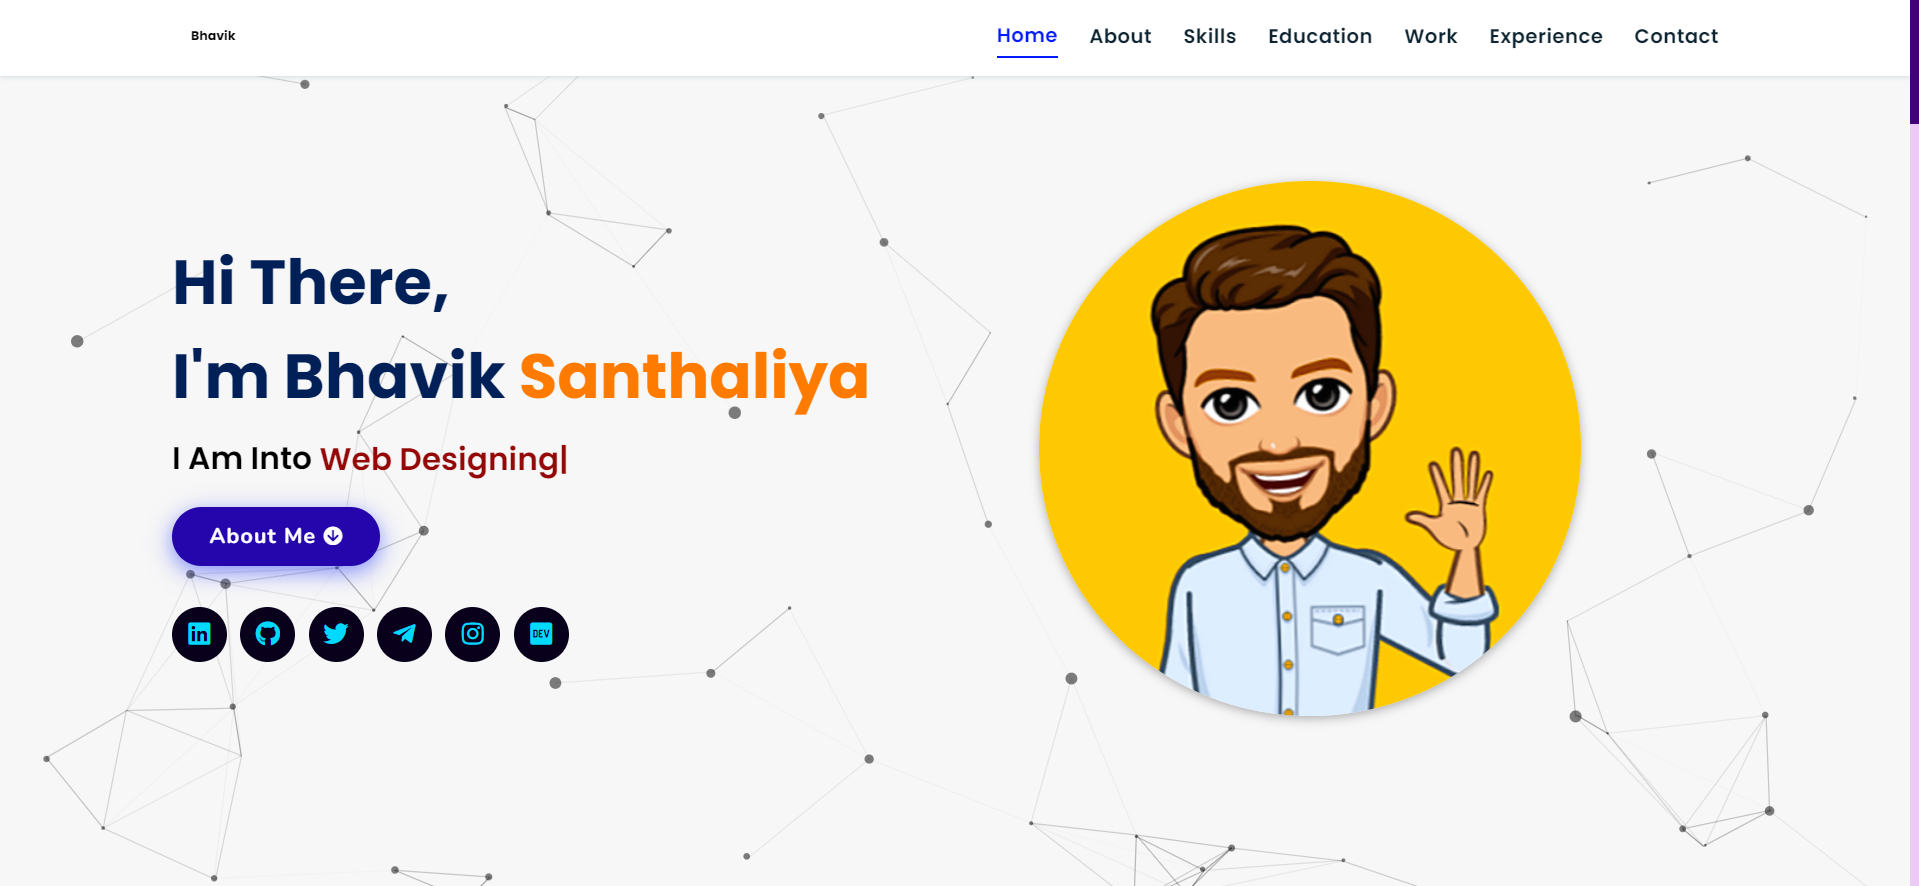 Bhavik
Home About Skills Education Work Experience Contact
Hi There,
I'm Bhavik Santhaliya
I Am Into Web Designing|
About Me
in
DEV